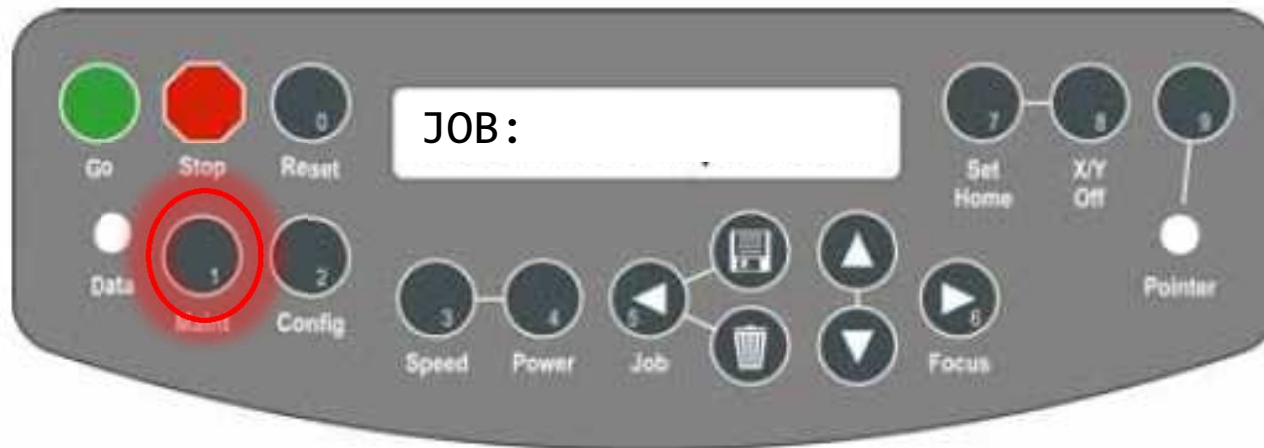 JOB:
0
7
8
9
Go
Stop
Reset
Set
Home
X/Y
Off
1
2
Data
Maint
Config
Pointer
3
4
5
6
Speed
Power
Job
Focus